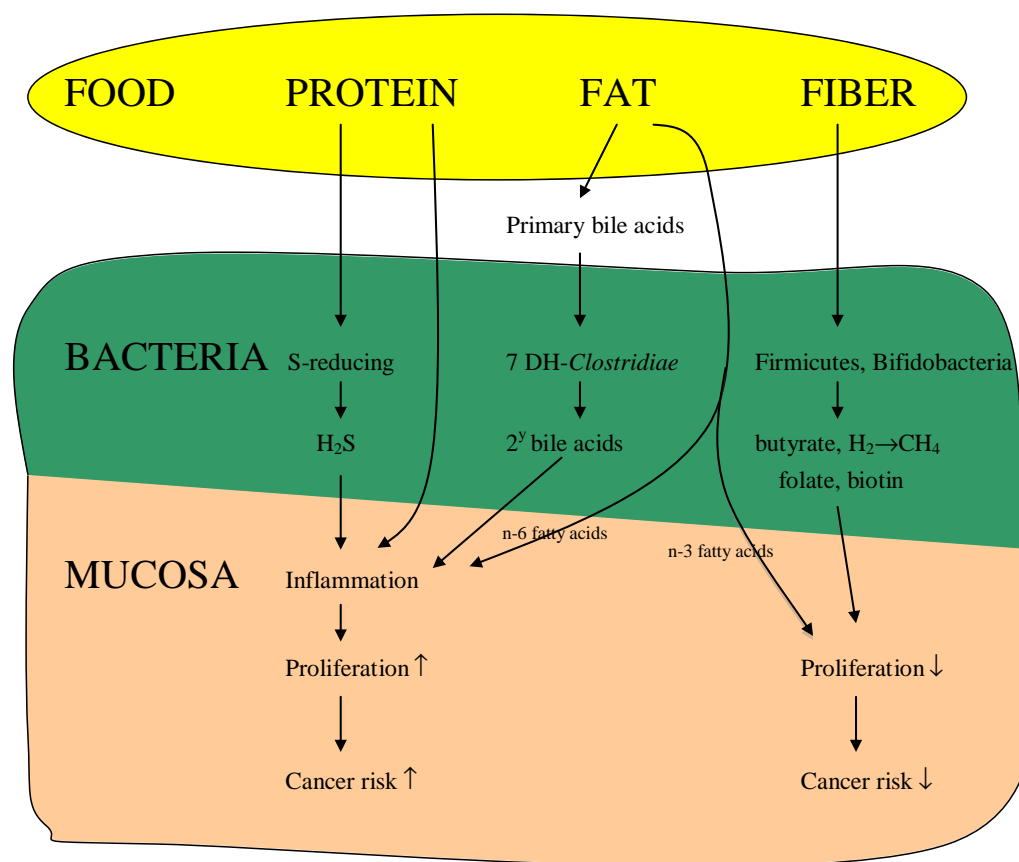 FOOD PROTEIN FAT FIBER
Primary bile acids
BACTERIA S-reducing 7 DH-Clostridiae Firmicutes, Bifidobacteria
H₂S 2ʸ bile acids butyrate, H₂→CH₄
folate, biotin
n-6 fatty acids
n-3 fatty acids
MUCOSA Inflammation
Proliferation ↑ Proliferation ↓
Cancer risk ↑ Cancer risk ↓